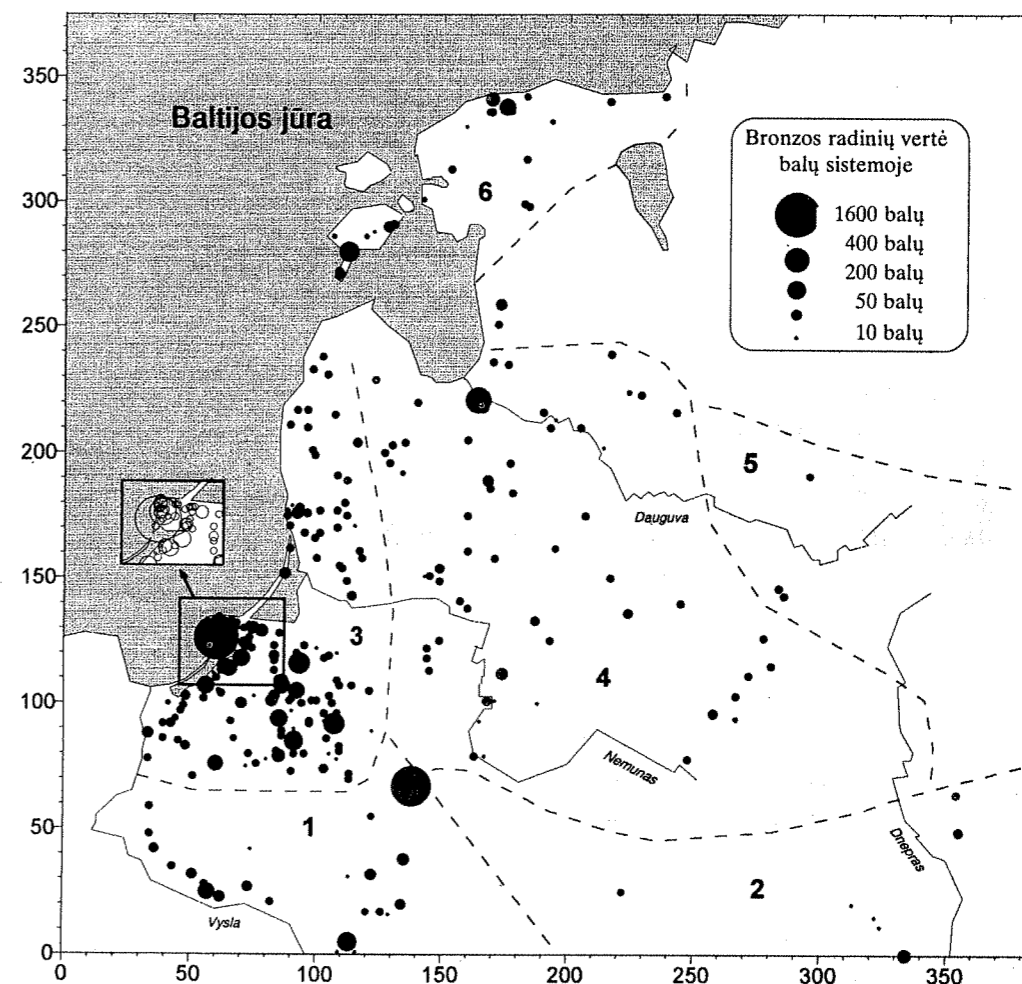 350
300
250
200
150
100
50
0
Baltijos jūra
Bronzos radinių vertė
balų sistemoje
1600 balų
400 balų
200 balų
50 balų
10 balų
6
5
Dauguva
3
4
Nemunas
1
2
Dnepras
Vysla
0
50
100
150
200
250
300
350